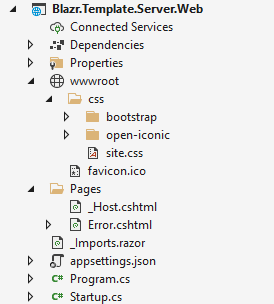 Blazr.Template.Server.Web
Connected Services
Dependencies
Properties
wwwroot
css
bootstrap
open-iconic
site.css
favicon.ico
Pages
_Host.cshtml
Error.cshtml
_Imports.razor
appsettings.json
C# Program.cs
C# Startup.cs